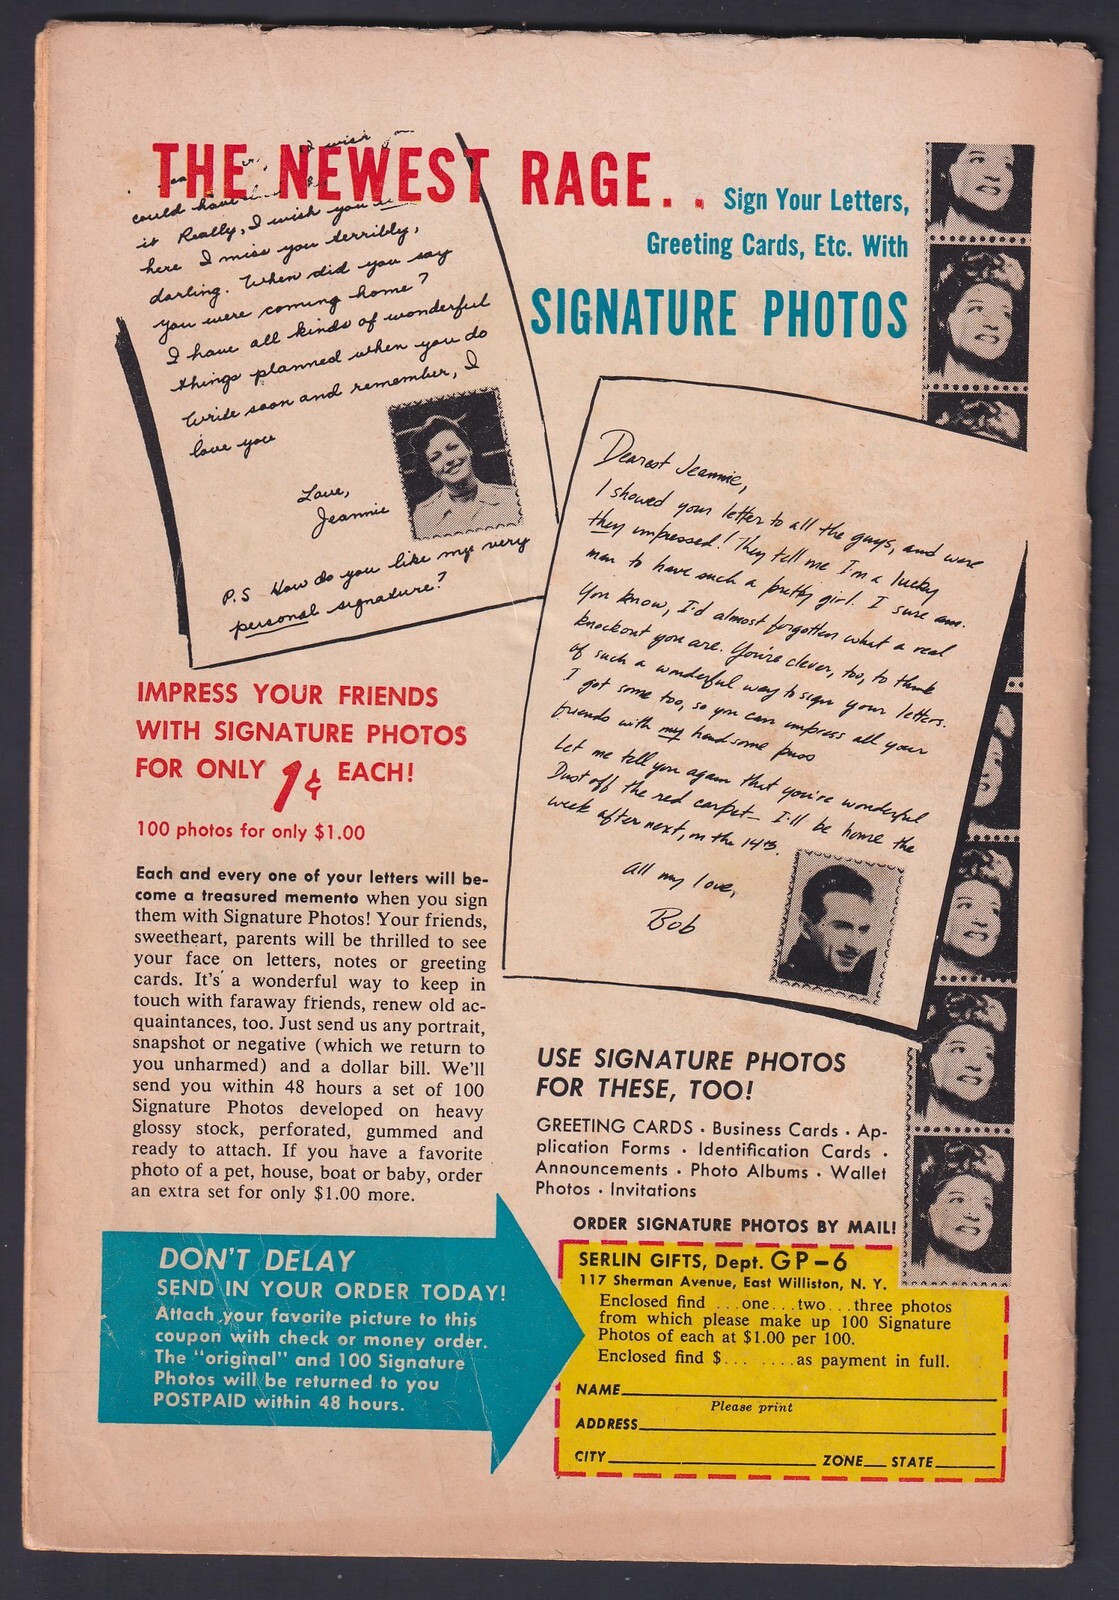 THE NEWEST RAGE..
Sign Your Letters,
Greeting Cards, Etc. With
SIGNATURE PHOTOS
wish
could have
it Really, I wish you
here I miss you terribly,
darling. When did you say
you were coming home?
I have all kinds of wonderful
things planned when you do
Write soon and remember, I
love you
Love,
Jeannie
P.S How do you like my very
personal signature?
Dearest Jeannie,
I showed your letter to all the guys, and were
they impressed! They tell me I'm a lucky
man to have such a pretty girl. I sure am.
You know, I'd almost forgotten what a real
knockout you are. You're clever, too, to think
of such a wonderful way to sign your letters.
I got some too, so you can impress all your
friends with my handsome puss
Let me tell you again that you're wonderful
Dust off the red carpet— I'll be home the
week after next, on the 14th.
All my love,
Bob
IMPRESS YOUR FRIENDS
WITH SIGNATURE PHOTOS
FOR ONLY 1¢ EACH!
100 photos for only $1.00
Each and every one of your letters will be-
come a treasured memento when you sign
them with Signature Photos! Your friends,
sweetheart, parents will be thrilled to see
your face on letters, notes or greeting
cards. It's a wonderful way to keep in
touch with faraway friends, renew old ac-
quaintances, too. Just send us any portrait,
snapshot or negative (which we return to
you unharmed) and a dollar bill. We'll
send you within 48 hours a set of 100
Signature Photos developed on heavy
glossy stock, perforated, gummed and
ready to attach. If you have a favorite
photo of a pet, house, boat or baby, order
an extra set for only $1.00 more.
USE SIGNATURE PHOTOS
FOR THESE, TOO!
GREETING CARDS · Business Cards · Ap-
plication Forms · Identification Cards ·
Announcements · Photo Albums · Wallet
Photos · Invitations
ORDER SIGNATURE PHOTOS BY MAIL!
DON'T DELAY
SEND IN YOUR ORDER TODAY!
Attach your favorite picture to this
coupon with check or money order.
The "original" and 100 Signature
Photos will be returned to you
POSTPAID within 48 hours.
SERLIN GIFTS, Dept. GP-6
117 Sherman Avenue, East Williston, N. Y.
Enclosed find ...one...two...three photos
from which please make up 100 Signature
Photos of each at $1.00 per 100.
Enclosed find $... .....as payment in full.
NAME
Please print
ADDRESS
CITY ZONE STATE